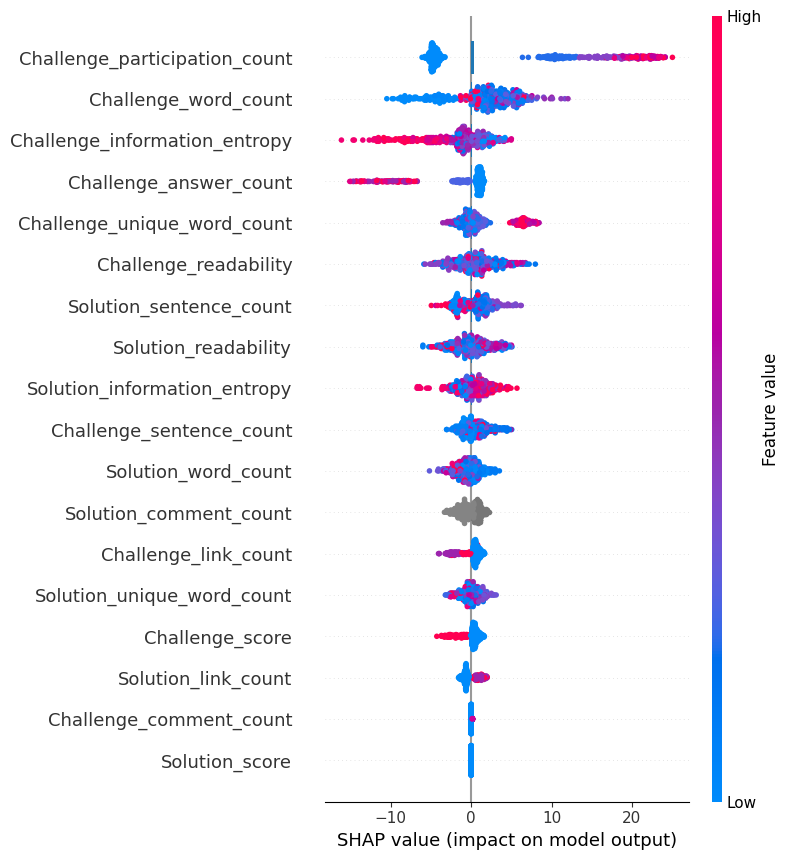 High
Challenge_participation_count
Challenge_word_count
Challenge_information_entropy
Challenge_answer_count
Challenge_unique_word_count
Challenge_readability
Solution_sentence_count
Solution_readability
Solution_information_entropy
Challenge_sentence_count
Solution_word_count
Solution_comment_count
Challenge_link_count
Solution_unique_word_count
Challenge_score
Solution_link_count
Challenge_comment_count
Solution_score
Feature value
Low
−10 0 10 20
SHAP value (impact on model output)